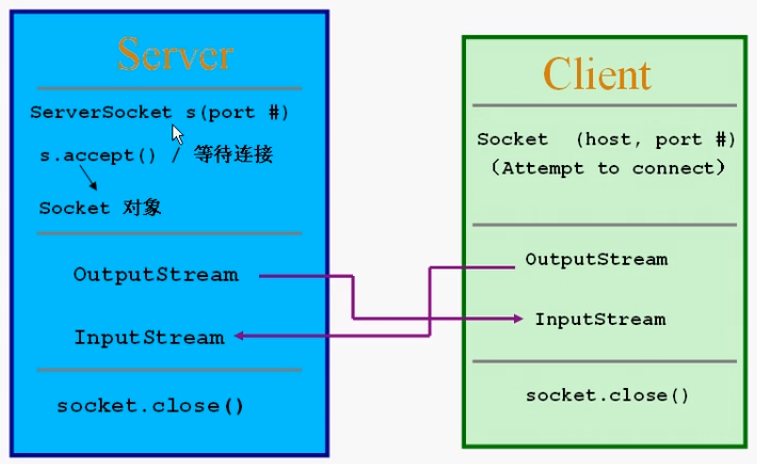 Server
ServerSocket s(port #)
s.accept() / 等待连接
Socket 对象
OutputStream
InputStream
socket.close()
Client
Socket (host, port #)
(Attempt to connect)
OutputStream
InputStream
socket.close()